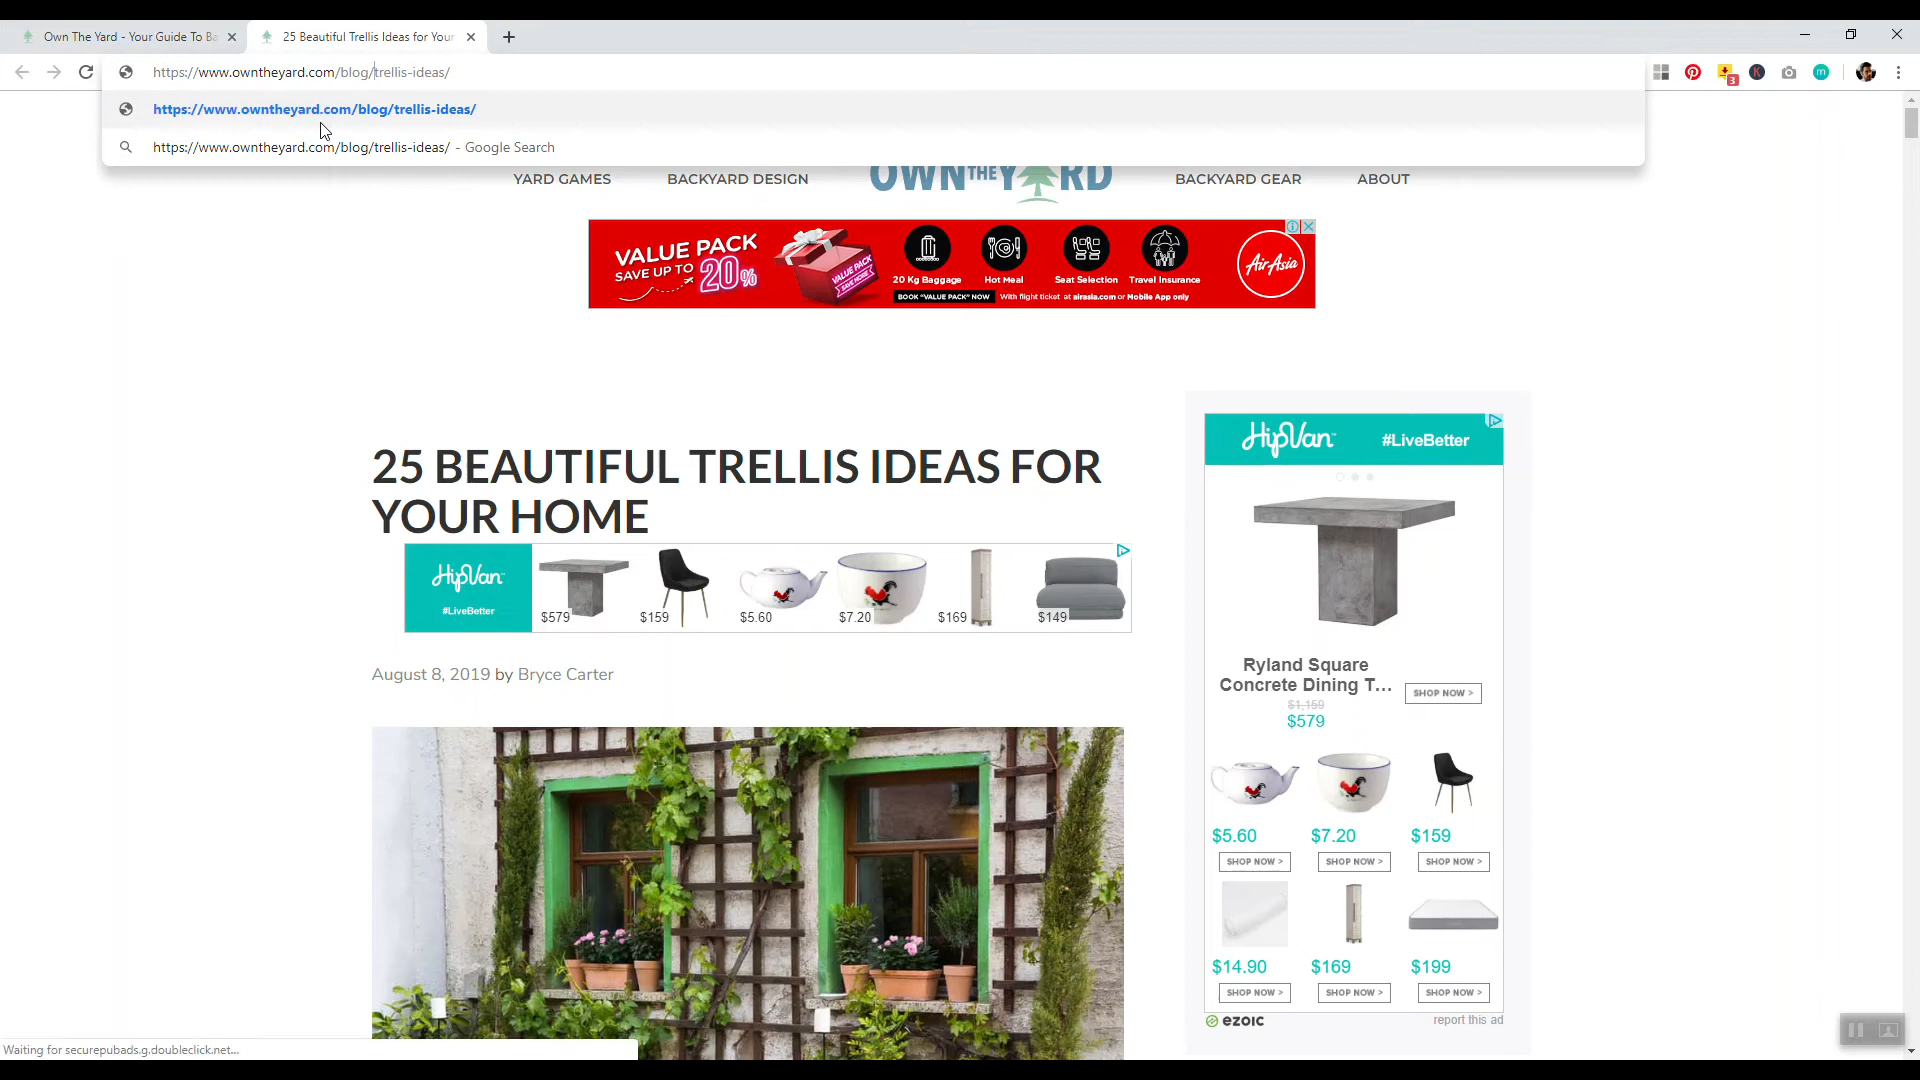 Own The Yard - Your Guide To Ba
25 Beautiful Trellis Ideas for Your
https://www.owntheyard.com/blog/trellis-ideas/
3
K
m
https://www.owntheyard.com/blog/trellis-ideas/
https://www.owntheyard.com/blog/trellis-ideas/ - Google Search
YARD GAMES
BACKYARD DESIGN
OWN THE YARD
BACKYARD GEAR
ABOUT
VALUE PACK
SAVE UP TO 20%
VALUE PACK
20 Kg Baggage
Hot Meal
Seat Selection
Travel Insurance
BOOK "VALUE PACK" NOW
With flight ticket at airasia.com or Mobile App only
AirAsia
25 BEAUTIFUL TRELLIS IDEAS FOR
YOUR HOME
HipVan
#LiveBetter
$579
$159
$5.60
$7.20
$169
$149
August 8, 2019 by Bryce Carter
HipVan
#LiveBetter
Ryland Square
Concrete Dining T...
$1,159
$579
SHOP NOW >
$5.60
$7.20
$159
SHOP NOW >
SHOP NOW >
SHOP NOW >
$14.90
$169
$199
SHOP NOW >
SHOP NOW >
SHOP NOW >
ezoic
report this ad
Waiting for securepubads.g.doubleclick.net...